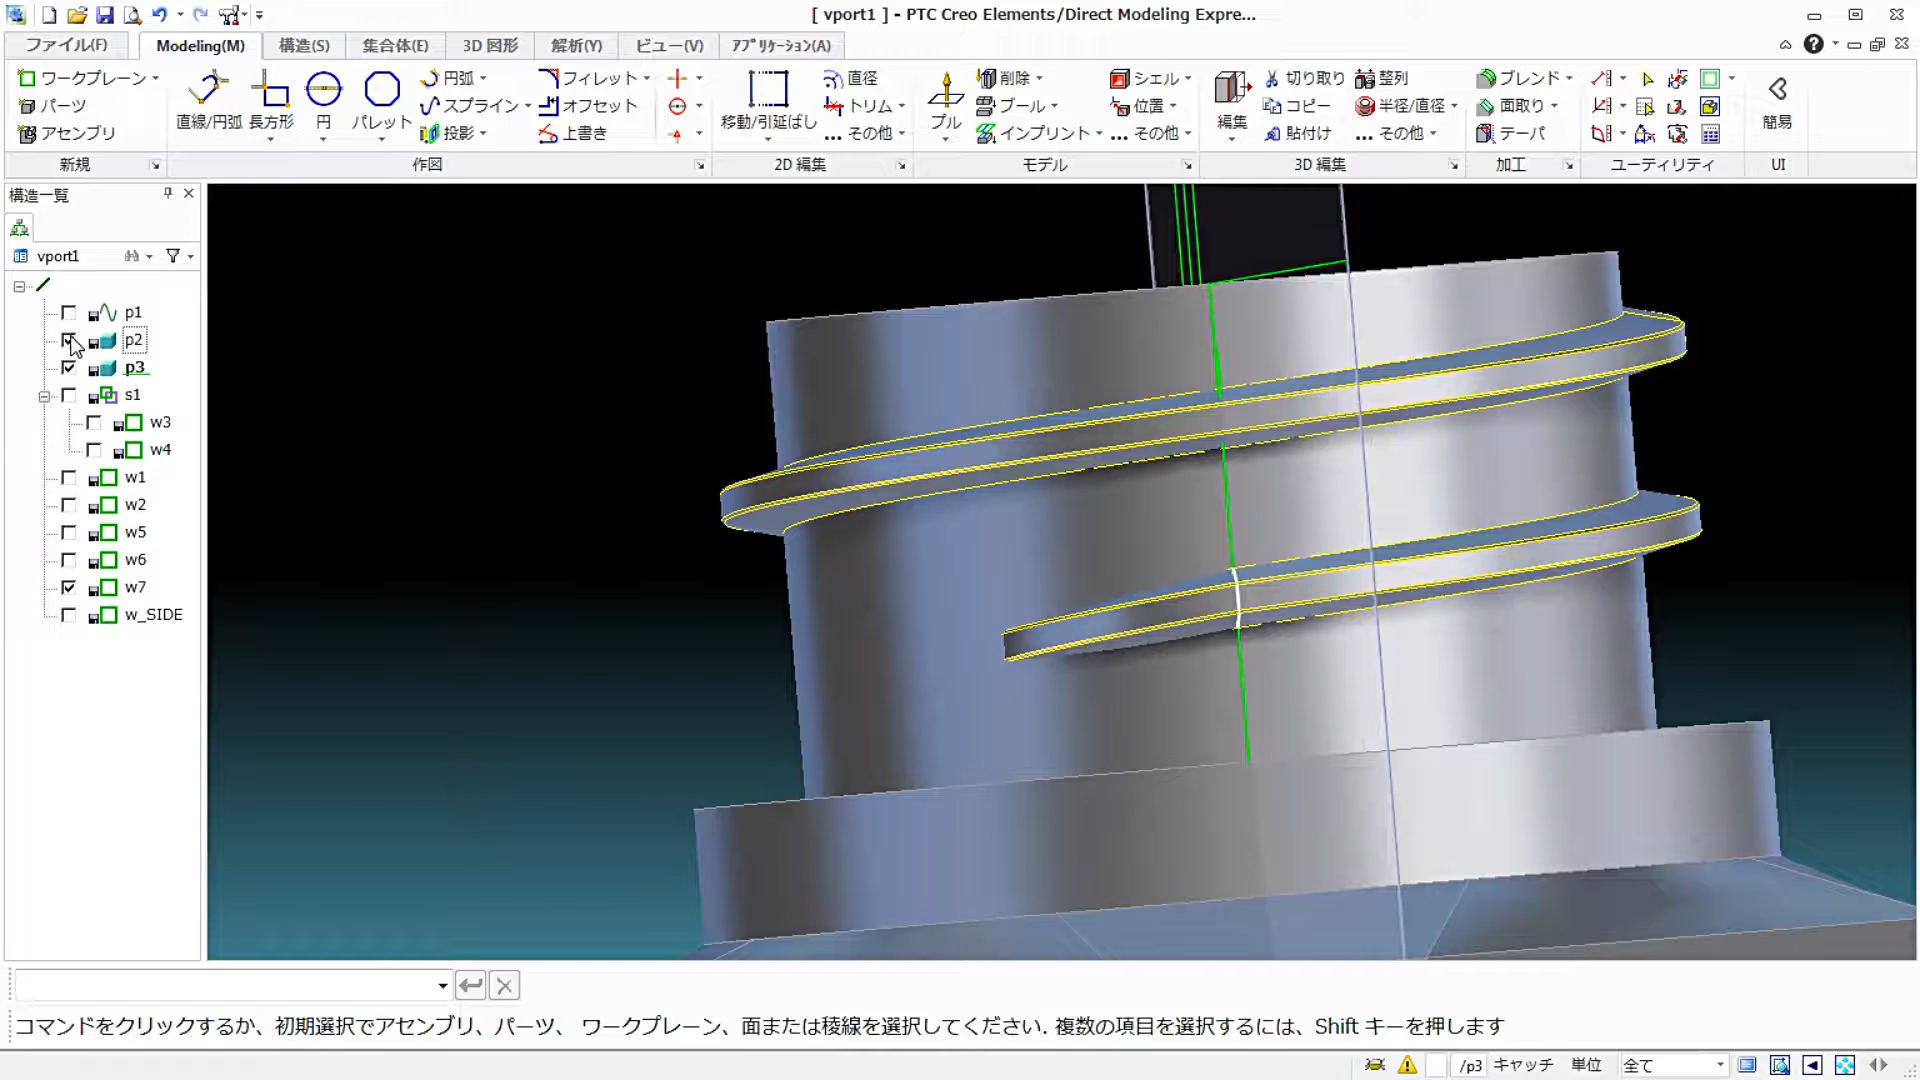 [ vport1 ] - PTC Creo Elements/Direct Modeling Expre...
ファイル(F) Modeling(M) 構造(S) 集合体(E) 3D 図形 解析(Y) ビュー(V) ｱﾌﾟﾘｹｰｼｮﾝ(A)
ワークプレーン 円弧 フィレット 直径 削除 シェル 切り取り 整列 ブレンド
パーツ スプライン オフセット トリム プール 位置 コピー 半径/直径 面取り
直線/円弧 長方形 円 パレット 移動/引延ばし プル 編集 簡易
アセンブリ 投影 上書き ... その他 インプリント ... その他 貼付け ... その他 テーパ
新規 作図 2D 編集 モデル 3D 編集 加工 ユーティリティ UI
構造一覧
vport1
p1
p2
p3
s1
w3
w4
w1
w2
w5
w6
w7
w_SIDE
コマンドをクリックするか、初期選択でアセンブリ、パーツ、 ワークプレーン、面または稜線を選択してください. 複数の項目を選択するには、Shift キーを押します
/p3 キャッチ 単位 全て